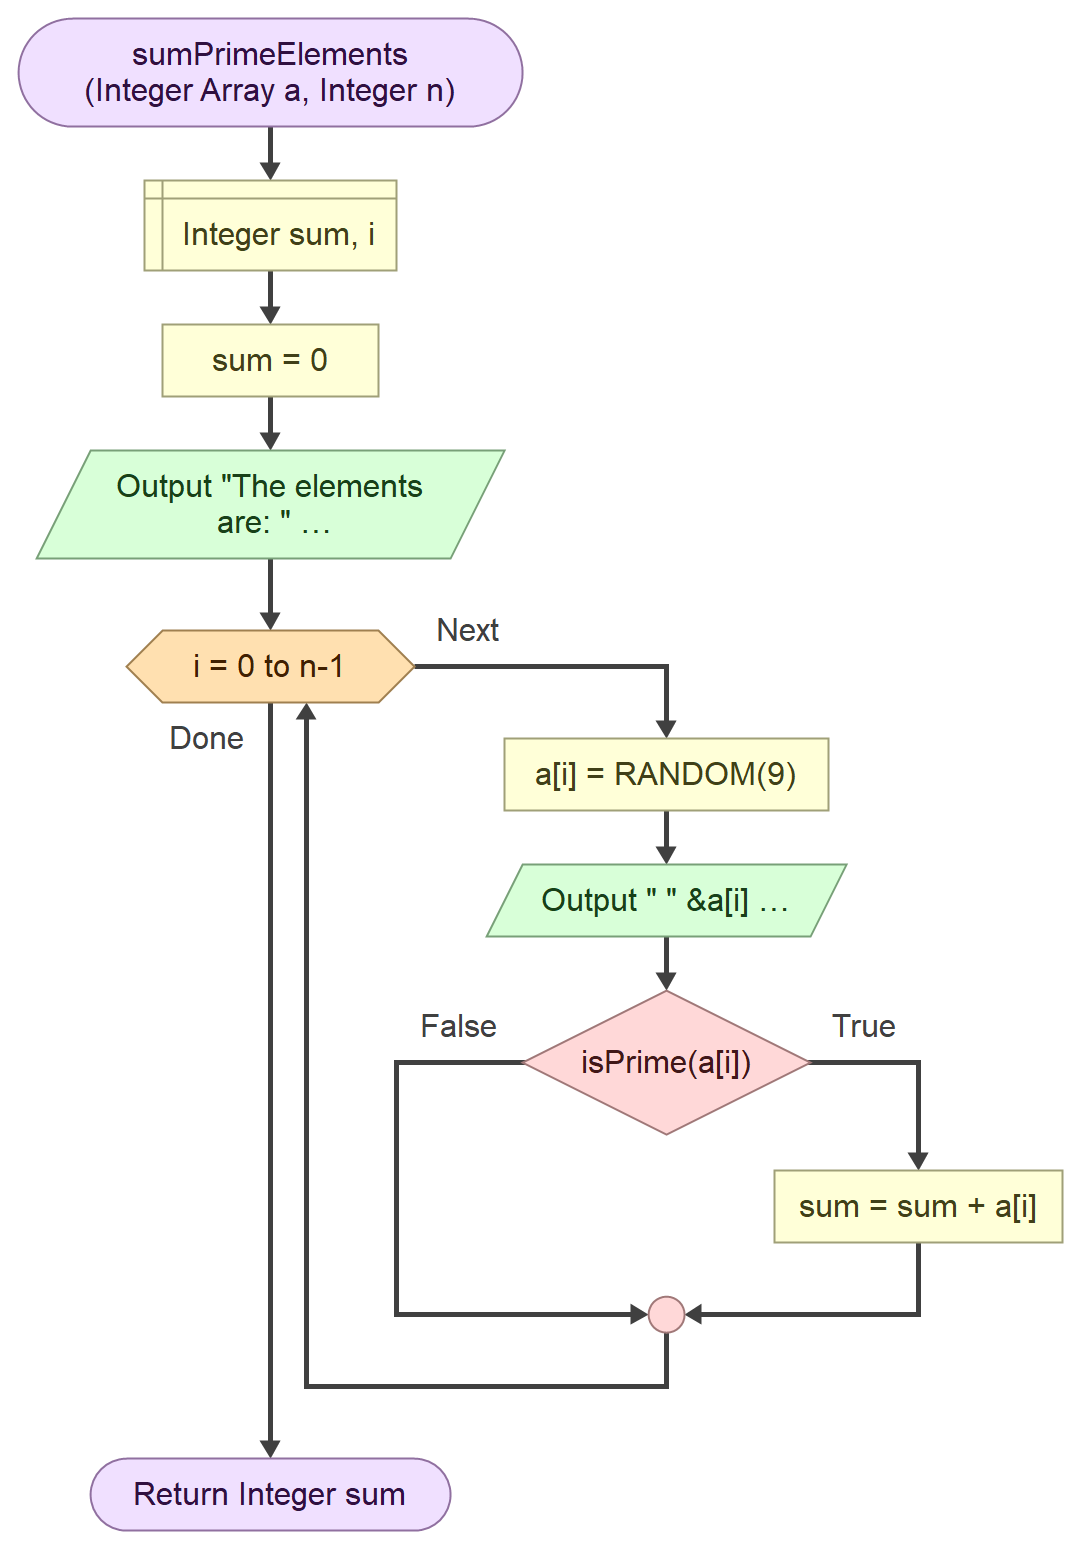 sumPrimeElements
(Integer Array a, Integer n)
Integer sum, i
sum = 0
Output "The elements
are: " …
i = 0 to n-1
Next
Done
a[i] = RANDOM(9)
Output " " &a[i] …
False
True
isPrime(a[i])
sum = sum + a[i]
Return Integer sum